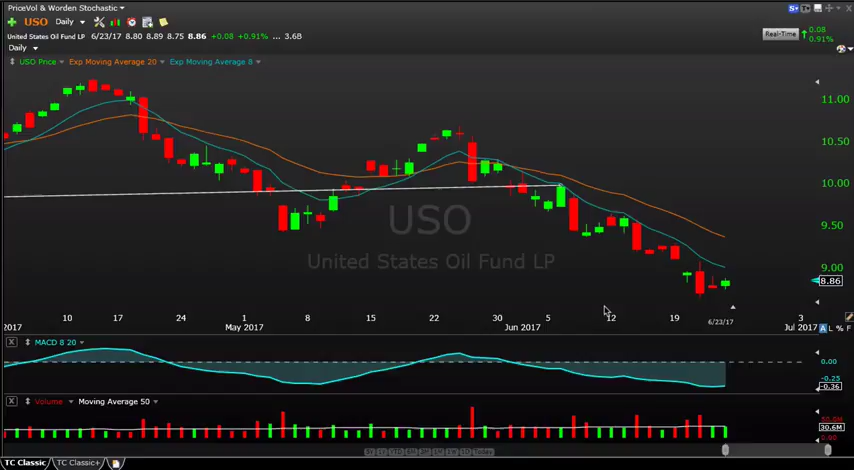 PriceVol & Worden Stochastic
USO Daily
United States Oil Fund LP 6/23/17 8.80 8.89 8.75 8.86 +0.08 +0.91% ... 3.6B
Real-Time
0.08
0.91%
Daily
USO Price Exp Moving Average 20 Exp Moving Average 8
11.00
10.50
10.00
9.50
9.00
8.86
USO
United States Oil Fund LP
10 17 24 8 15 22 30 5 12 19 6/23/17 3
2017 May 2017 Jun 2017 Jul 2017
A L % F
X MACD 8 20
0.00
-0.25
-0.36
X Volume Moving Average 50
30.6M
0.00
TC Classic TC Classic+